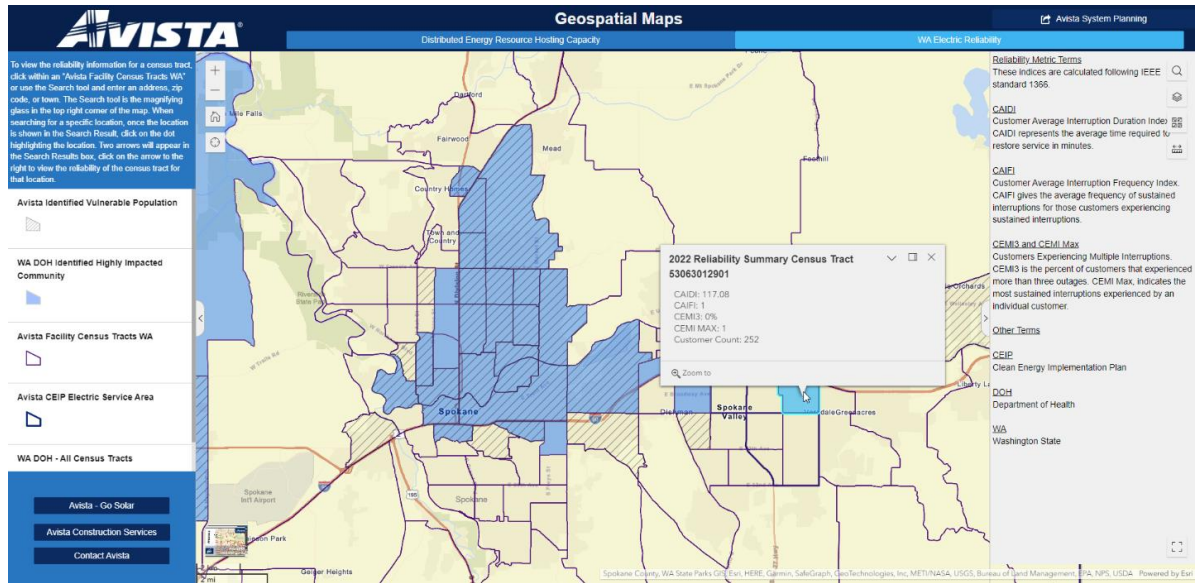 AVISTA®
Geospatial Maps
Avista System Planning
Distributed Energy Resource Hosting Capacity
WA Electric Reliability
To view the reliability information for a census tract,
click within an "Avista Facility Census Tracts WA"
or use the Search tool and enter an address, zip
code, or town. The Search tool is the magnifying
glass in the top right corner of the map. When
searching for a specific location, once the location
is shown in the Search Result, click on the dot
highlighting the location. Two arrows will appear in
the Search Results box, click on the arrow to the
right to view the reliability of the census tract for
that location.
Avista Identified Vulnerable Population
WA DOH Identified Highly Impacted
Community
Avista Facility Census Tracts WA
Avista CEIP Electric Service Area
WA DOH - All Census Tracts
Avista - Go Solar
Avista Construction Services
Contact Avista
Mile Falls
Dartford
Fairwood
Mead
Foothill
Country Homes
Town and
Country
Riverside
State Park
Spokane
Dishman
Spokane
Valley
Greenacres
Liberty L
Orchards
Spokane
Int'l Airport
195
Spokane
Park
Geiger Heights
2 mi
2022 Reliability Summary Census Tract
53063012901
CAIDI: 117.08
CAIFI: 1
CEMI3: 0%
CEMI MAX: 1
Customer Count: 252
Zoom to
Reliability Metric Terms
These indices are calculated following IEEE
standard 1366.
CAIDI
Customer Average Interruption Duration Index
CAIDI represents the average time required to
restore service in minutes.
CAIFI
Customer Average Interruption Frequency Index.
CAIFI gives the average frequency of sustained
interruptions for those customers experiencing
sustained interruptions.
CEMI3 and CEMI Max
Customers Experiencing Multiple Interruptions.
CEMI3 is the percent of customers that experienced
more than three outages. CEMI Max, indicates the
most sustained interruptions experienced by an
individual customer.
Other Terms
CEIP
Clean Energy Implementation Plan
DOH
Department of Health
WA
Washington State
Spokane County, WA State Parks GIS, Esri, HERE, Garmin, SafeGraph, GeoTechnologies, Inc, METI/NASA, USGS, Bureau of Land Management, EPA, NPS, USDA Powered by Esri